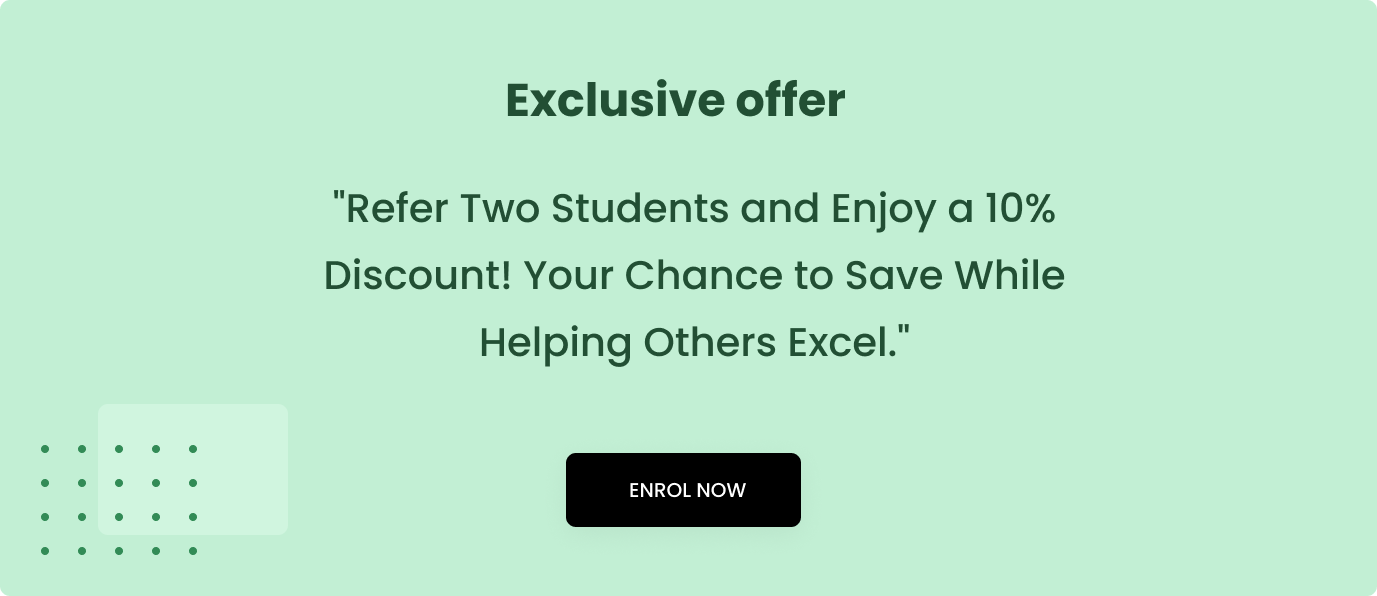 Exclusive offer
"Refer Two Students and Enjoy a 10%
Discount! Your Chance to Save While
Helping Others Excel."
ENROL NOW